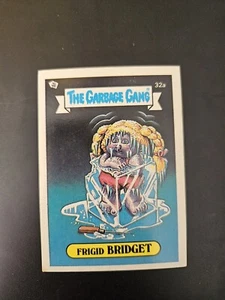 32a
THE GARBAGE GANG
FRIGID BRIDGET